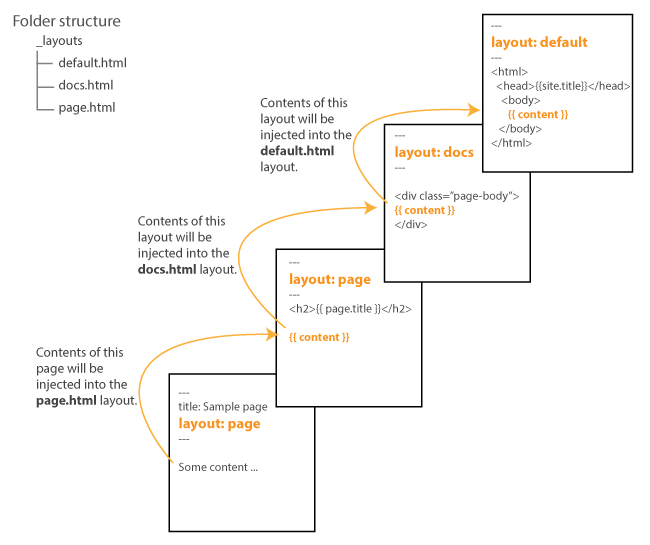 Folder structure
_layouts
default.html
docs.html
page.html
---
layout: default
---
<html>
<head>{{site.title}}</head>
<body>
{{ content }}
</body>
</html>
Contents of this
layout will be
injected into the
default.html
layout.
---
layout: docs
---
<div class="page-body">
{{ content }}
</div>
Contents of this
layout will be
injected into the
docs.html layout.
---
layout: page
---
<h2>{{ page.title }}</h2>
{{ content }}
Contents of this
page will be
injected into the
page.html layout.
---
title: Sample page
layout: page
---
Some content ...